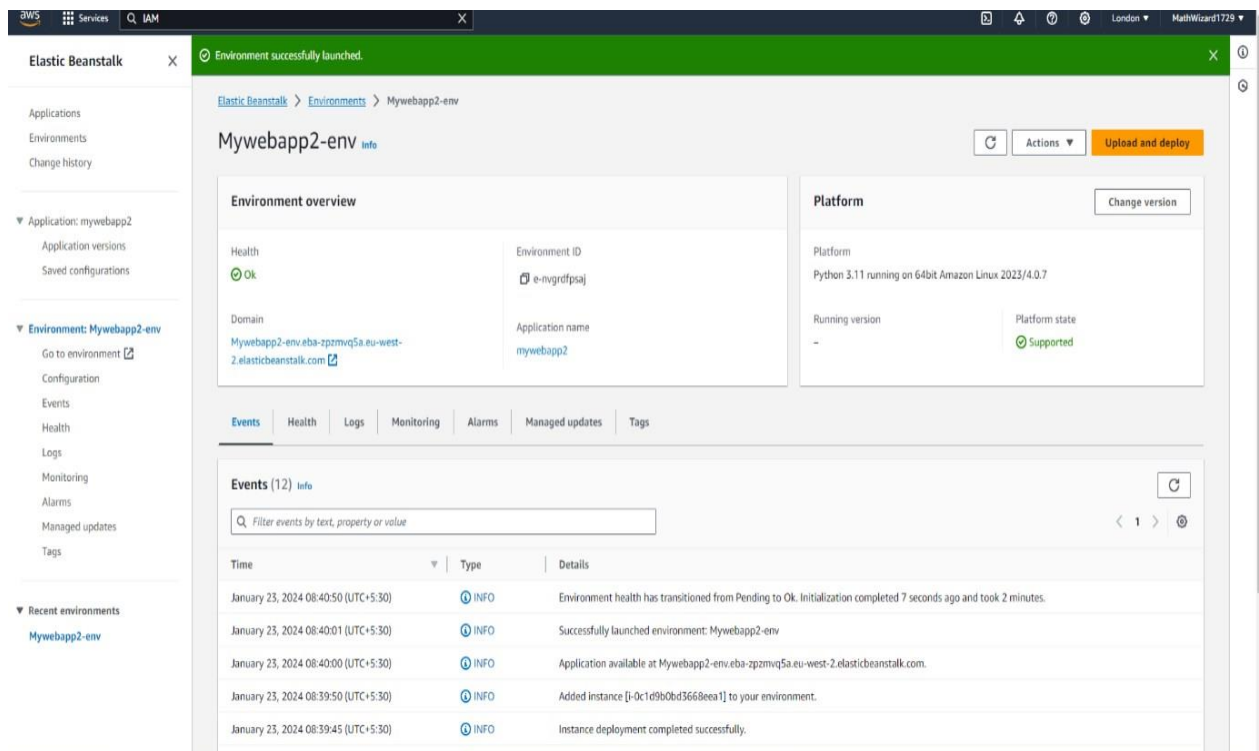 aws Services IAM London ▼ MathWizard1729 ▼
Elastic Beanstalk
Applications
Environments
Change history
Application: mywebapp2
Application versions
Saved configurations
Environment: Mywebapp2-env
Go to environment
Configuration
Events
Health
Logs
Monitoring
Alarms
Managed updates
Tags
Recent environments
Mywebapp2-env
Environment successfully launched.
Elastic Beanstalk > Environments > Mywebapp2-env
Mywebapp2-env Info
Actions ▼ Upload and deploy
Environment overview
Health
Ok
Environment ID
e-nvgrdfpsaj
Domain
Mywebapp2-env.eba-zpzmvq5a.eu-west-
2.elasticbeanstalk.com
Application name
mywebapp2
Platform
Change version
Platform
Python 3.11 running on 64bit Amazon Linux 2023/4.0.7
Running version
–
Platform state
Supported
Events Health Logs Monitoring Alarms Managed updates Tags
Events (12) Info
Filter events by text, property or value
< 1 >
Time Type Details
January 23, 2024 08:40:50 (UTC+5:30) INFO Environment health has transitioned from Pending to Ok. Initialization completed 7 seconds ago and took 2 minutes.
January 23, 2024 08:40:01 (UTC+5:30) INFO Successfully launched environment: Mywebapp2-env
January 23, 2024 08:40:00 (UTC+5:30) INFO Application available at Mywebapp2-env.eba-zpzmvq5a.eu-west-2.elasticbeanstalk.com.
January 23, 2024 08:39:50 (UTC+5:30) INFO Added instance [i-0c1d9b0bd3668eea1] to your environment.
January 23, 2024 08:39:45 (UTC+5:30) INFO Instance deployment completed successfully.